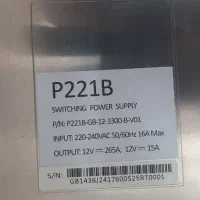 P221B
SWITCHING POWER SUPPLY
P/N: P221B-GB-12-3300-B-V01
INPUT: 220-240VAC 50/60Hz 16A Max
OUTPUT: 12V⎓ 265A; 12V⎓ 15A
S/N:
GB1436J2417600525RT0001